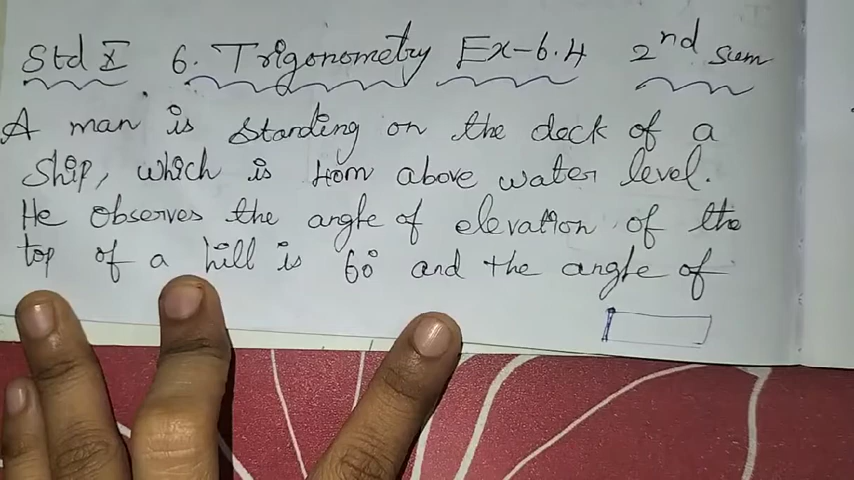 Std X 6. Trigonometry Ex-6.4 2nd sum
A man is standing on the deck of a
ship, which is 40m above water level.
He observes the angle of elevation of the
top of a hill is 60° and the angle of